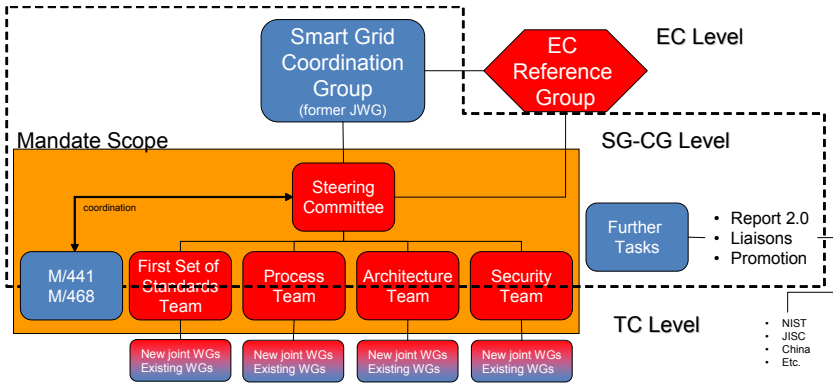 Smart Grid
Coordination
Group
(former JWG)
EC
Reference
Group
EC Level
Mandate Scope
SG-CG Level
Steering
Committee
coordination
Further
Tasks
• Report 2.0
• Liaisons
• Promotion
M/441
M/468
First Set of
Standards
Team
Process
Team
Architecture
Team
Security
Team
TC Level
• NIST
• JISC
• China
• Etc.
New joint WGs
Existing WGs
New joint WGs
Existing WGs
New joint WGs
Existing WGs
New joint WGs
Existing WGs